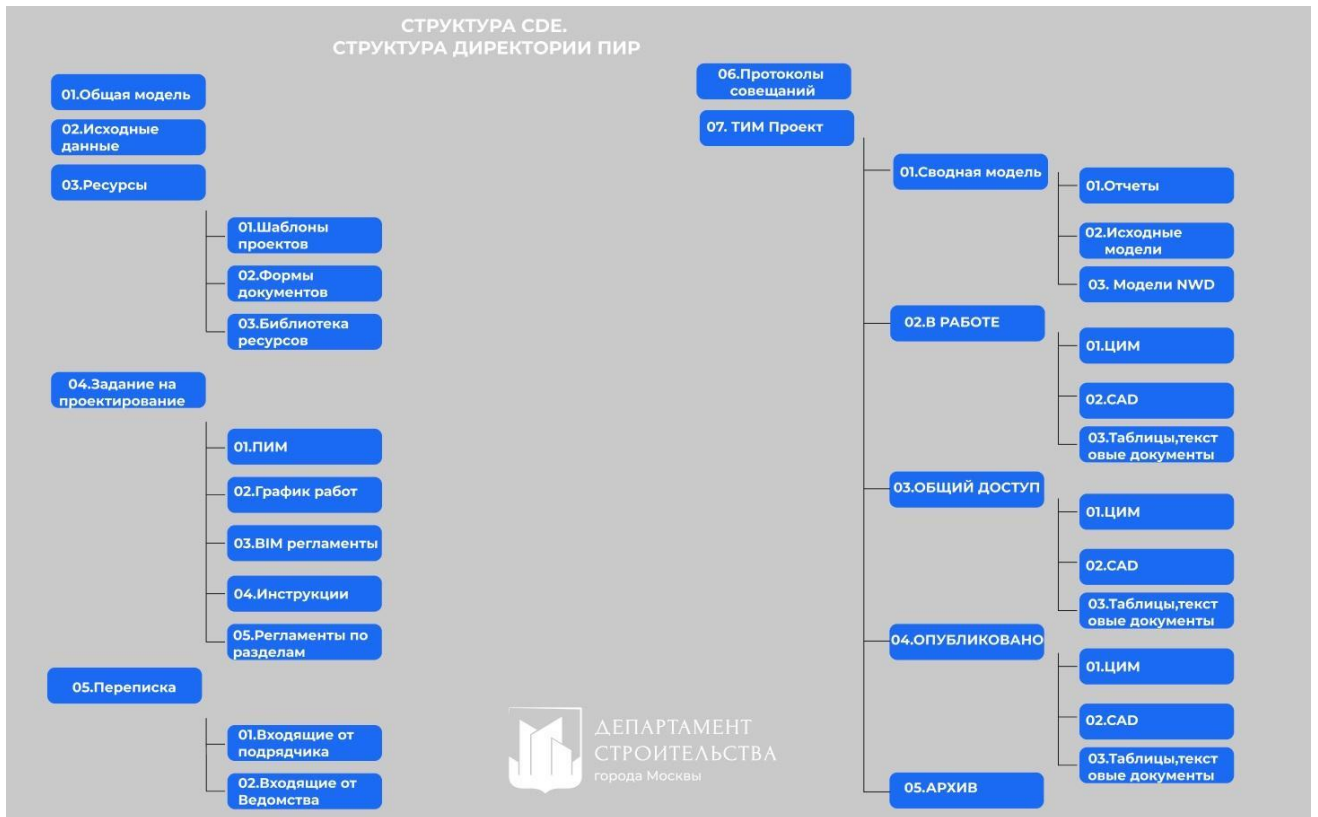 СТРУКТУРА CDE.
СТРУКТУРА ДИРЕКТОРИИ ПИР
01.Общая модель
02.Исходные
данные
03.Ресурсы
01.Шаблоны
проектов
02.Формы
документов
03.Библиотека
ресурсов
04.Задание на
проектирование
01.ПИМ
02.График работ
03.BIM регламенты
04.Инструкции
05.Регламенты по
разделам
05.Переписка
01.Входящие от
подрядчика
02.Входящие от
Ведомства
06.Протоколы
совещаний
07. ТИМ Проект
01.Сводная модель
01.Отчеты
02.Исходные
модели
03. Модели NWD
02.В РАБОТЕ
01.ЦИМ
02.CAD
03.Таблицы,текст
овые документы
03.ОБЩИЙ ДОСТУП
01.ЦИМ
02.CAD
03.Таблицы,текст
овые документы
04.ОПУБЛИКОВАНО
01.ЦИМ
02.CAD
03.Таблицы,текст
овые документы
05.АРХИВ
ДЕПАРТАМЕНТ
СТРОИТЕЛЬСТВА
города Москвы